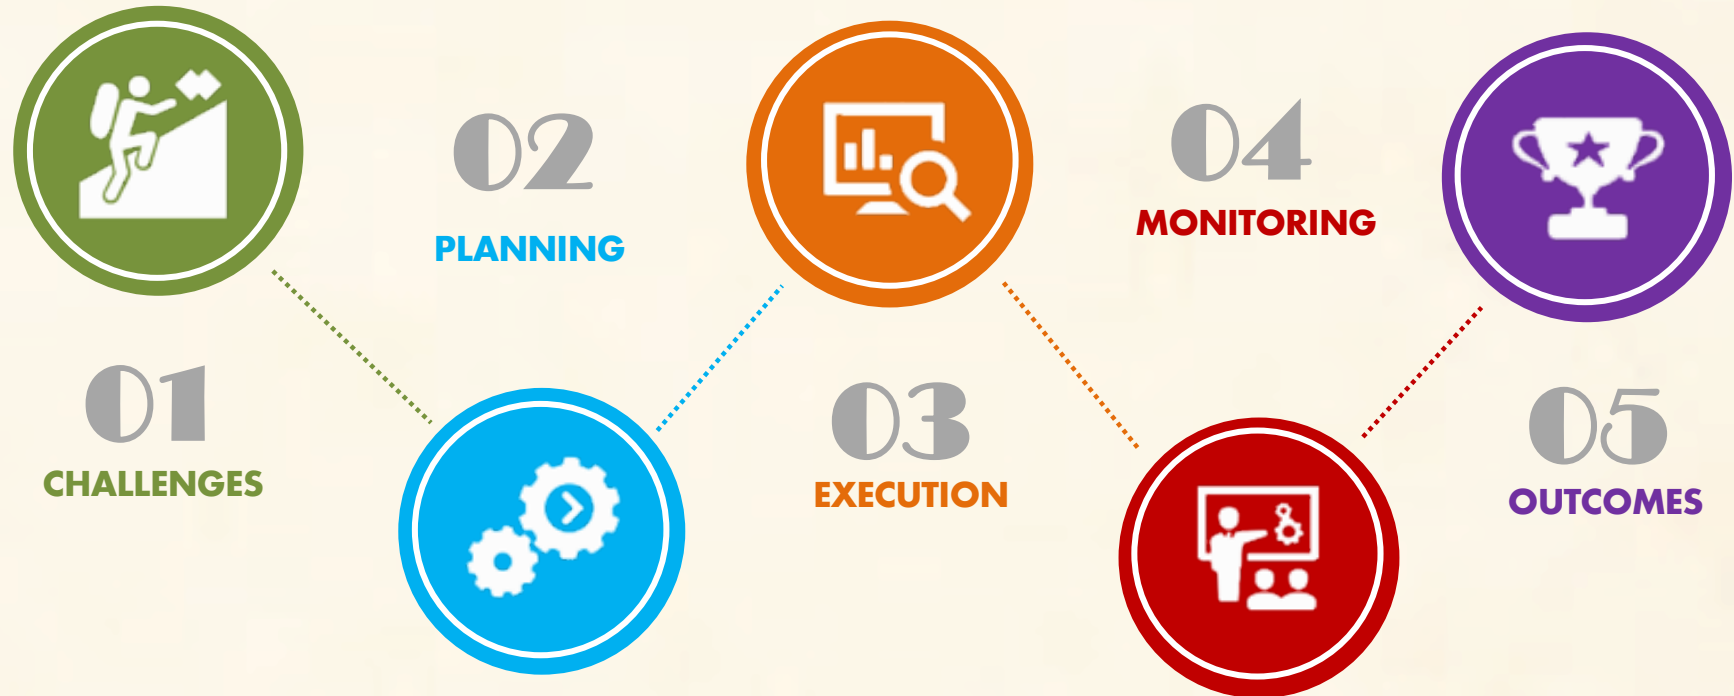 01
CHALLENGES
02
PLANNING
03
EXECUTION
04
MONITORING
05
OUTCOMES